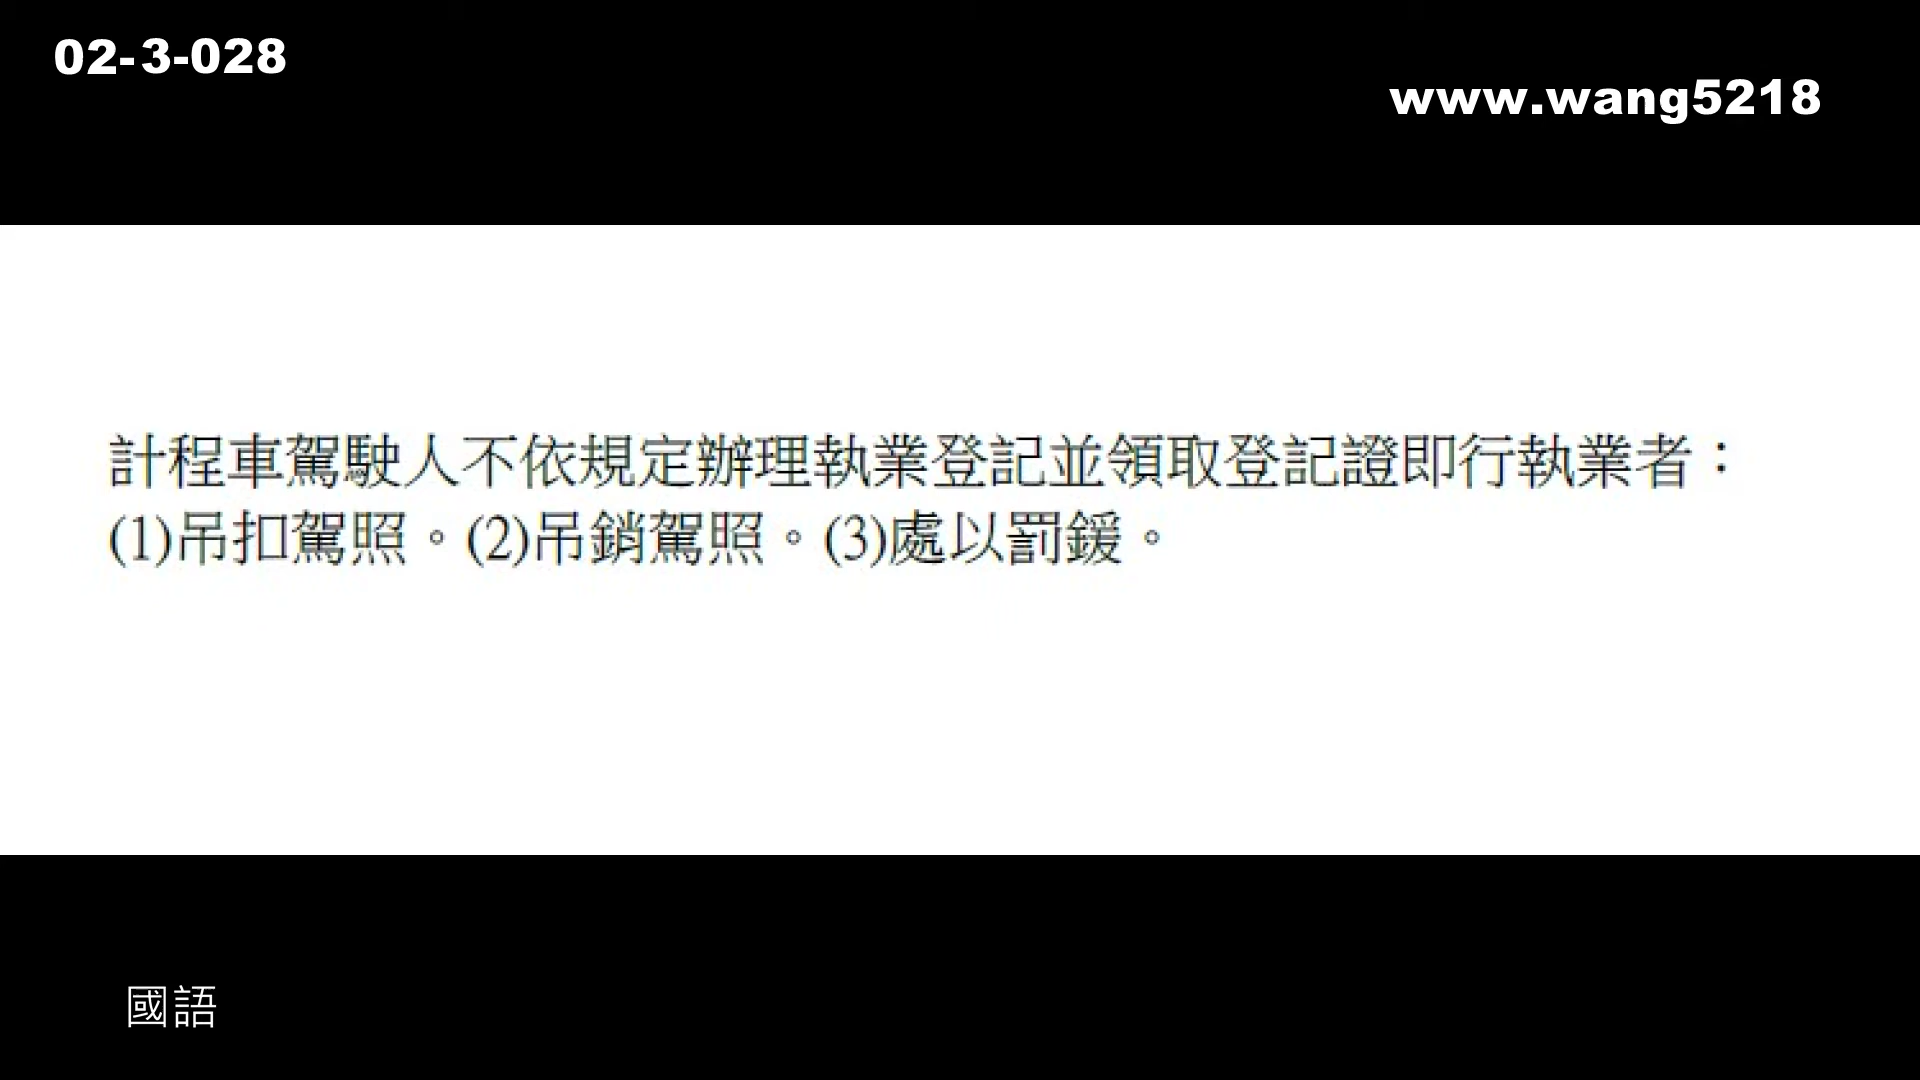 02-3-028
www.wang5218
計程車駕駛人不依規定辦理執業登記並領取登記證即行執業者：
(1)吊扣駕照。(2)吊銷駕照。(3)處以罰鍰。
國語